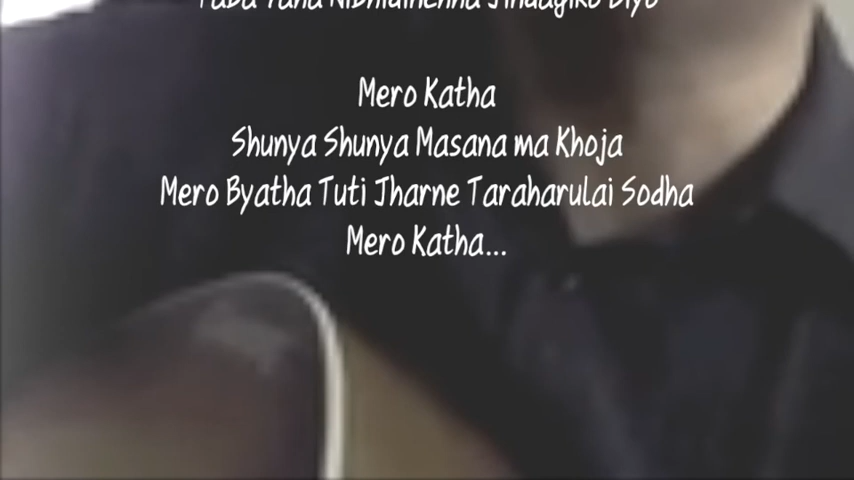 Mero Katha
Shunya Shunya Masana ma Khoja
Mero Byatha Tuti Jharne Taraharulai Sodha
Mero Katha...